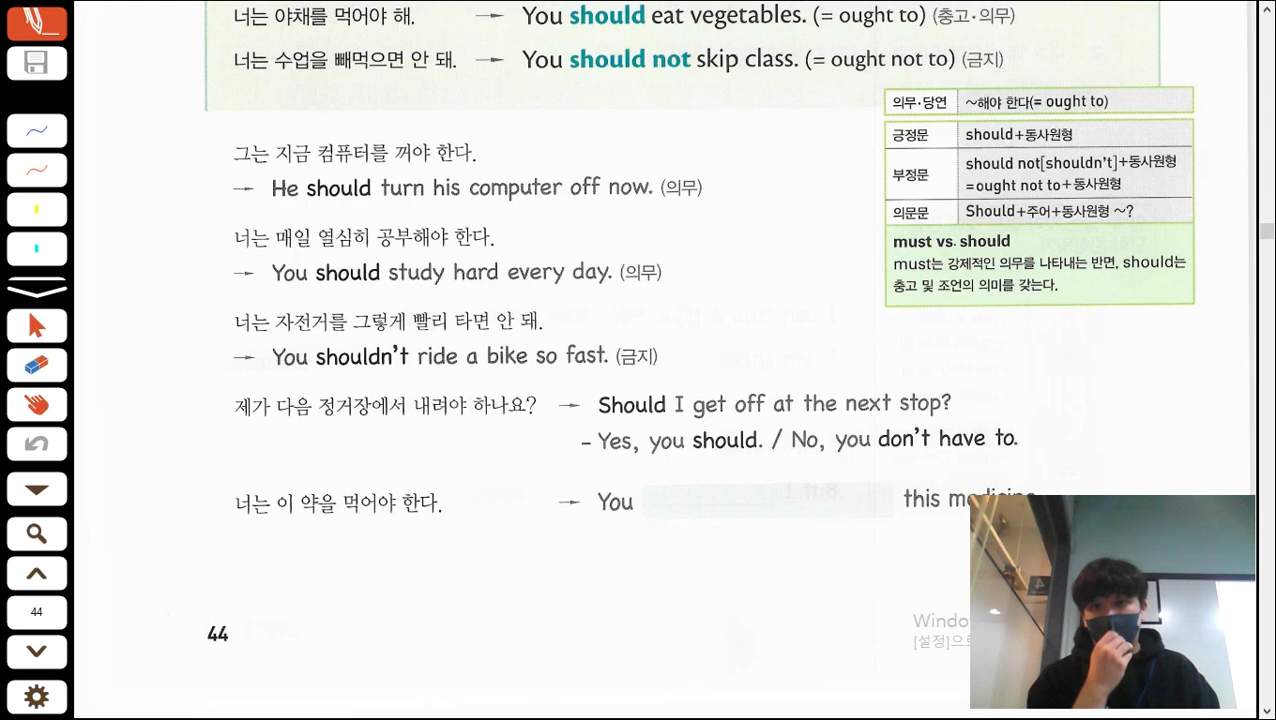 너는 야채를 먹어야 해. → You should eat vegetables. (= ought to) (충고·의무)
너는 수업을 빼먹으면 안 돼. → You should not skip class. (= ought not to) (금지)
의무·당연 ~해야 한다(= ought to)
긍정문 should+동사원형
부정문 should not[shouldn't]+동사원형
=ought not to+동사원형
의문문 Should+주어+동사원형 ~?
must vs. should
must는 강제적인 의무를 나타내는 반면, should는
충고 및 조언의 의미를 갖는다.
그는 지금 컴퓨터를 꺼야 한다.
→ He should turn his computer off now. (의무)
너는 매일 열심히 공부해야 한다.
→ You should study hard every day. (의무)
너는 자전거를 그렇게 빨리 타면 안 돼.
→ You shouldn't ride a bike so fast. (금지)
제가 다음 정거장에서 내려야 하나요? → Should I get off at the next stop?
- Yes, you should. / No, you don't have to.
너는 이 약을 먹어야 한다. → You this
44
44
Windo
[설정]으로
4